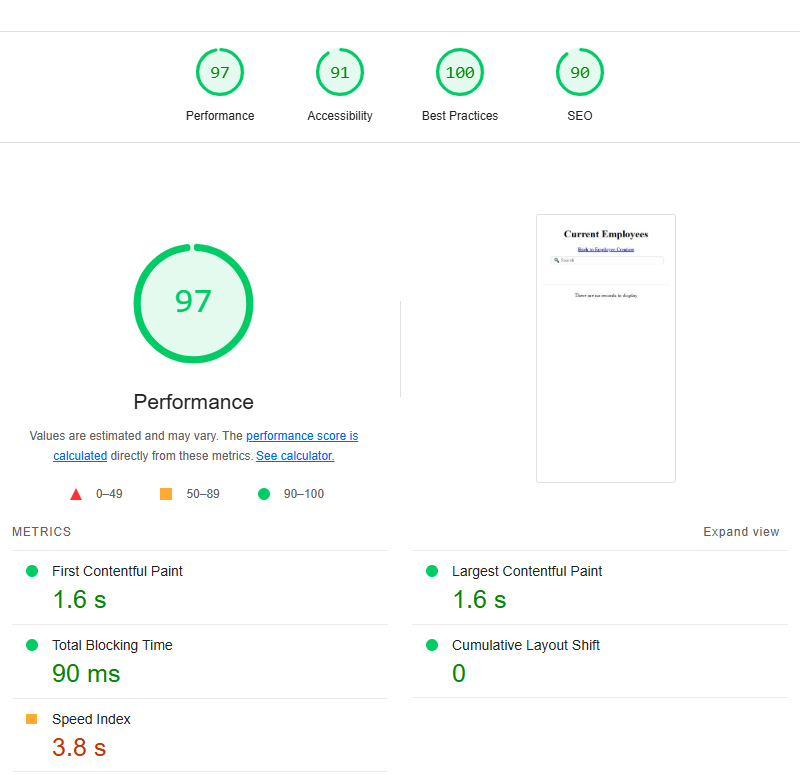 97
91
100
90
Performance
Accessibility
Best Practices
SEO
97
Performance
Values are estimated and may vary. The performance score is
calculated directly from these metrics. See calculator.
0–49
50–89
90–100
Current Employees
Back to Employee Creation
Search
There are no records to display
METRICS
Expand view
First Contentful Paint
1.6 s
Largest Contentful Paint
1.6 s
Total Blocking Time
90 ms
Cumulative Layout Shift
0
Speed Index
3.8 s